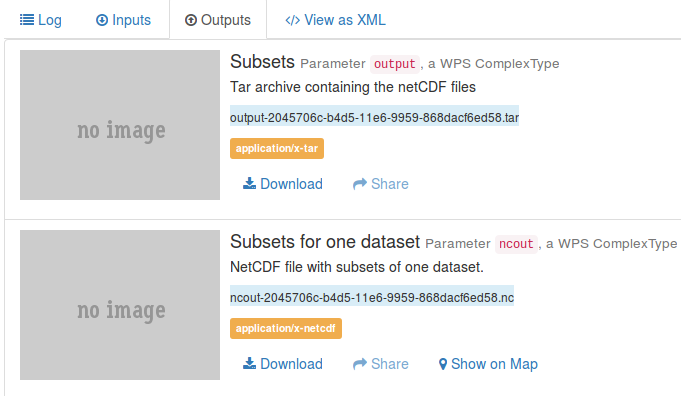 Log Inputs Outputs </> View as XML
no image
Subsets Parameter output, a WPS ComplexType
Tar archive containing the netCDF files
output-2045706c-b4d5-11e6-9959-868dacf6ed58.tar
application/x-tar
Download Share
no image
Subsets for one dataset Parameter ncout, a WPS ComplexType
NetCDF file with subsets of one dataset.
ncout-2045706c-b4d5-11e6-9959-868dacf6ed58.nc
application/x-netcdf
Download Share Show on Map